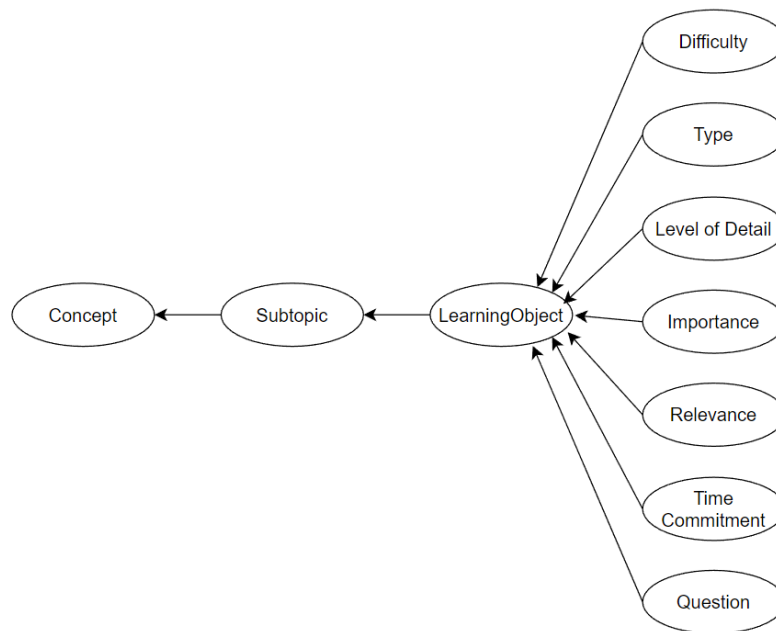 Difficulty
Type
Level of Detail
Concept
Subtopic
LearningObject
Importance
Relevance
Time
Commitment
Question